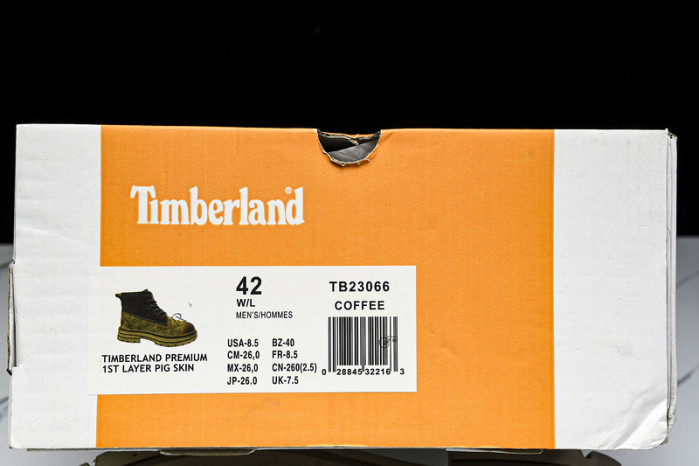 Timberland®
42
W/L
MEN'S/HOMMES
TB23066
COFFEE
TIMBERLAND PREMIUM
1ST LAYER PIG SKIN
USA-8.5 BZ-40
CM-26,0 FR-8.5
MX-26,0 CN-260(2.5)
JP-26.0 UK-7.5
0 28845 32216 3